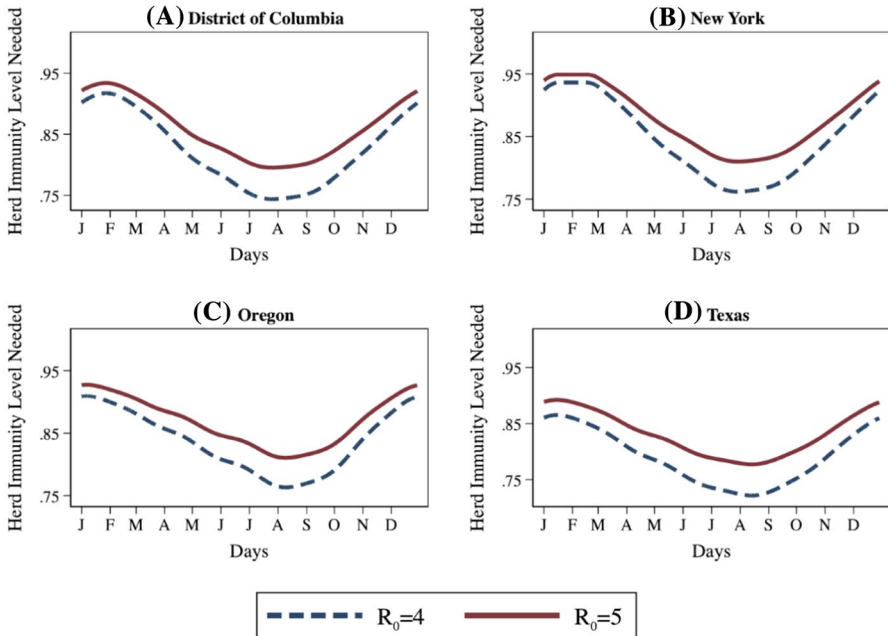 (A) District of Columbia
Herd Immunity Level Needed
.95
.85
.75
J F M A M J J A S O N D
Days
(B) New York
Herd Immunity Level Needed
.95
.85
.75
J F M A M J J A S O N D
Days
(C) Oregon
Herd Immunity Level Needed
.95
.85
.75
J F M A M J J A S O N D
Days
(D) Texas
Herd Immunity Level Needed
.95
.85
.75
J F M A M J J A S O N D
Days
R₀=4 R₀=5